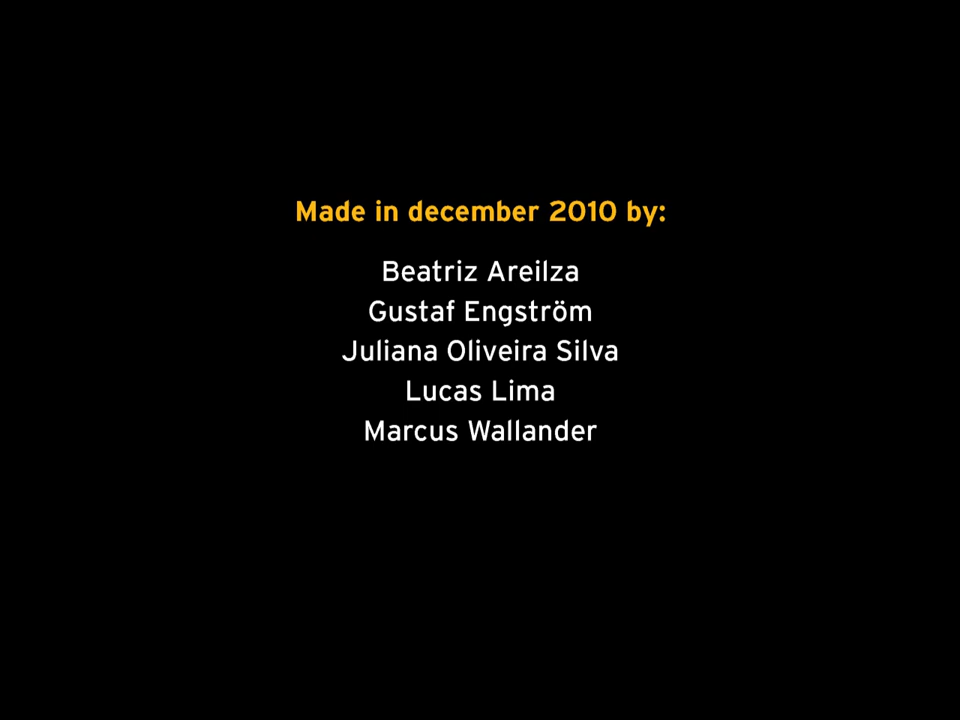 Made in december 2010 by:
Beatriz Areilza
Gustaf Engström
Juliana Oliveira Silva
Lucas Lima
Marcus Wallander